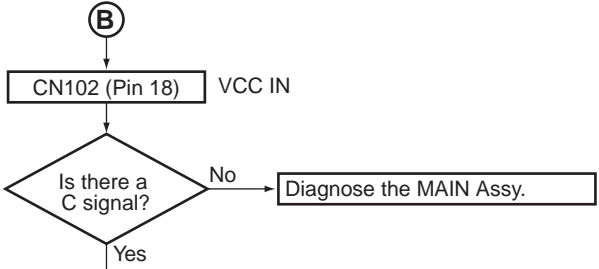 B
CN102 (Pin 18) VCC IN
Is there a
C signal?
No
Diagnose the MAIN Assy.
Yes